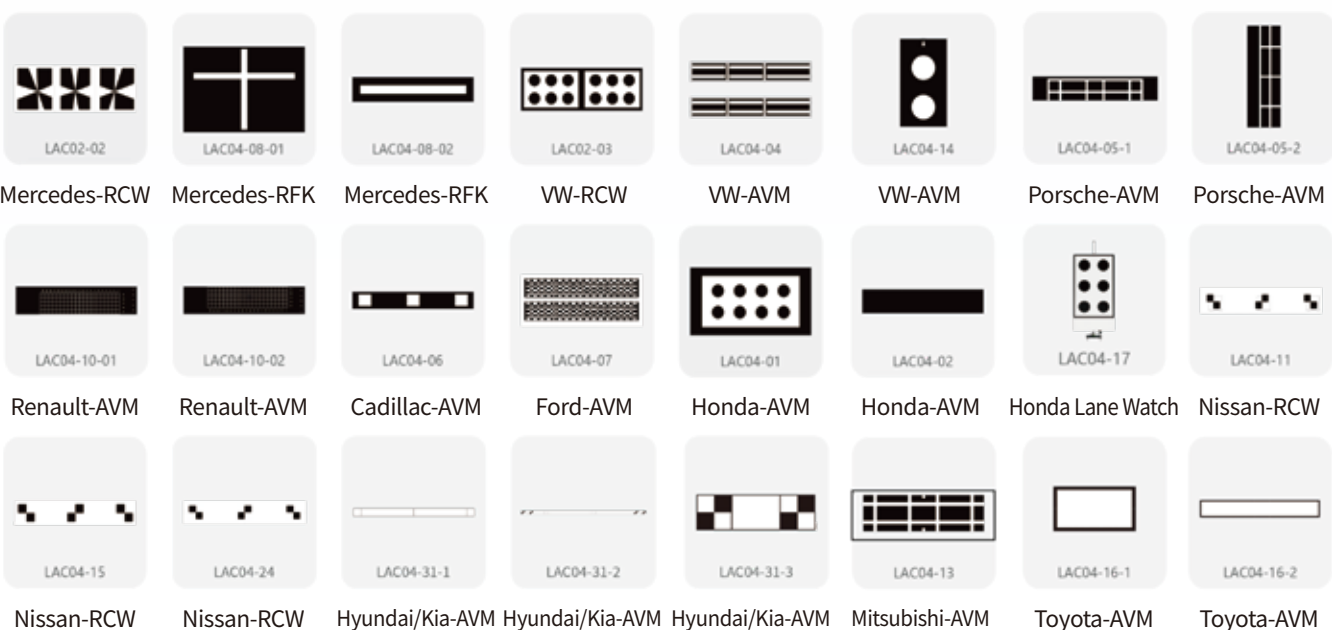 LAC02-02 LAC04-08-01 LAC04-08-02 LAC02-03 LAC04-04 LAC04-14 LAC04-05-1 LAC04-05-2
Mercedes-RCW Mercedes-RFK Mercedes-RFK VW-RCW VW-AVM VW-AVM Porsche-AVM Porsche-AVM
LAC04-10-01 LAC04-10-02 LAC04-06 LAC04-07 LAC04-01 LAC04-02 LAC04-17 LAC04-11
Renault-AVM Renault-AVM Cadillac-AVM Ford-AVM Honda-AVM Honda-AVM Honda Lane Watch Nissan-RCW
LAC04-15 LAC04-24 LAC04-31-1 LAC04-31-2 LAC04-31-3 LAC04-13 LAC04-16-1 LAC04-16-2
Nissan-RCW Nissan-RCW Hyundai/Kia-AVM Hyundai/Kia-AVM Hyundai/Kia-AVM Mitsubishi-AVM Toyota-AVM Toyota-AVM